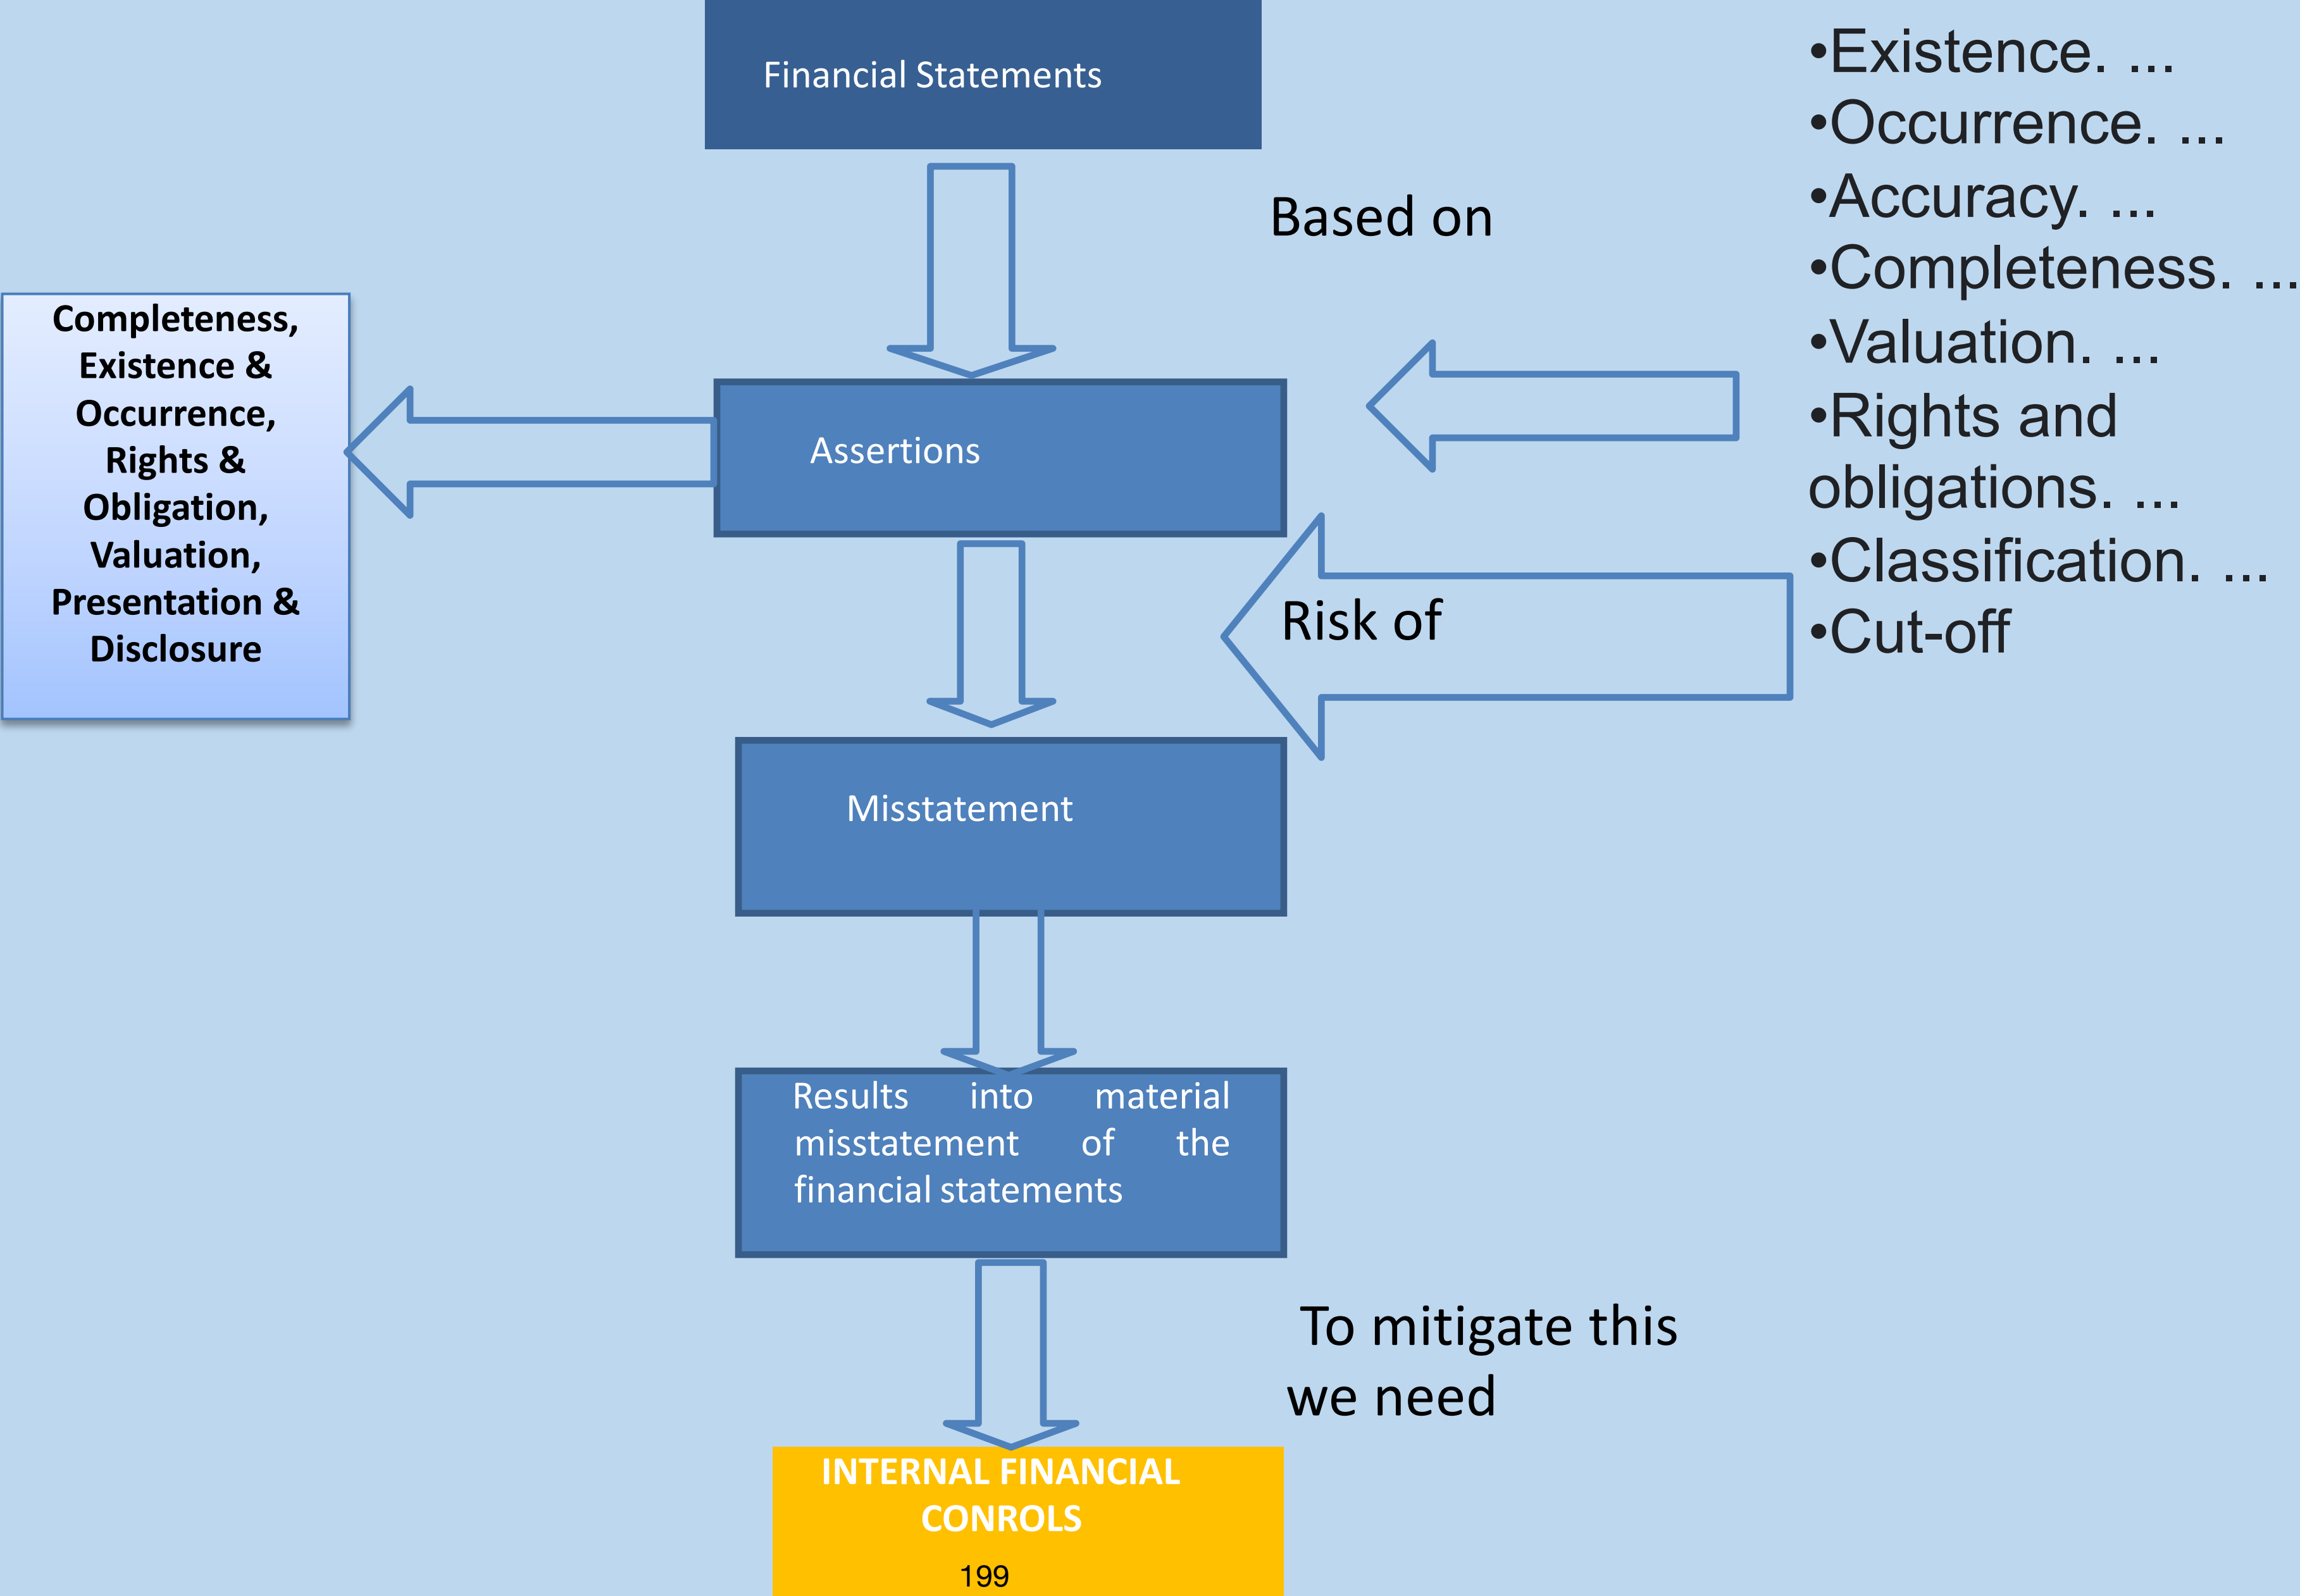 Financial Statements
Based on
Completeness,
Existence &
Occurrence,
Rights &
Obligation,
Valuation,
Presentation &
Disclosure
Assertions
Risk of
Misstatement
Results into material
misstatement of the
financial statements
To mitigate this
we need
INTERNAL FINANCIAL
CONROLS
199
•Existence. ...
•Occurrence. ...
•Accuracy. ...
•Completeness. ...
•Valuation. ...
•Rights and
obligations. ...
•Classification. ...
•Cut-off